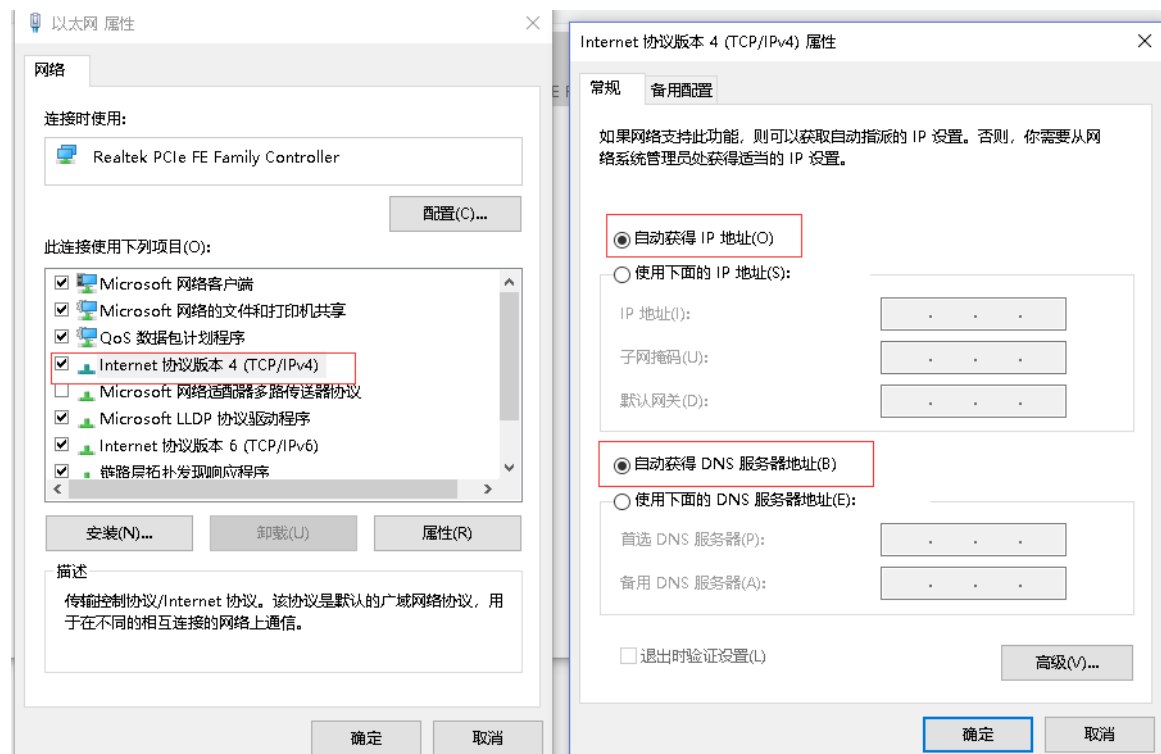 以太网 属性
网络
连接时使用:
Realtek PCIe FE Family Controller
配置(C)...
此连接使用下列项目(O):
Microsoft 网络客户端
Microsoft 网络的文件和打印机共享
QoS 数据包计划程序
Internet 协议版本 4 (TCP/IPv4)
Microsoft 网络适配器多路传送器协议
Microsoft LLDP 协议驱动程序
Internet 协议版本 6 (TCP/IPv6)
链路层拓扑发现响应程序
安装(N)...
卸载(U)
属性(R)
描述
传输控制协议/Internet 协议。该协议是默认的广域网络协议，用
于在不同的相互连接的网络上通信。
确定
取消
Internet 协议版本 4 (TCP/IPv4) 属性
常规
备用配置
如果网络支持此功能，则可以获取自动指派的 IP 设置。否则，你需要从网
络系统管理员处获得适当的 IP 设置。
自动获得 IP 地址(O)
使用下面的 IP 地址(S):
IP 地址(I):
子网掩码(U):
默认网关(D):
自动获得 DNS 服务器地址(B)
使用下面的 DNS 服务器地址(E):
首选 DNS 服务器(P):
备用 DNS 服务器(A):
退出时验证设置(L)
高级(V)...
确定
取消